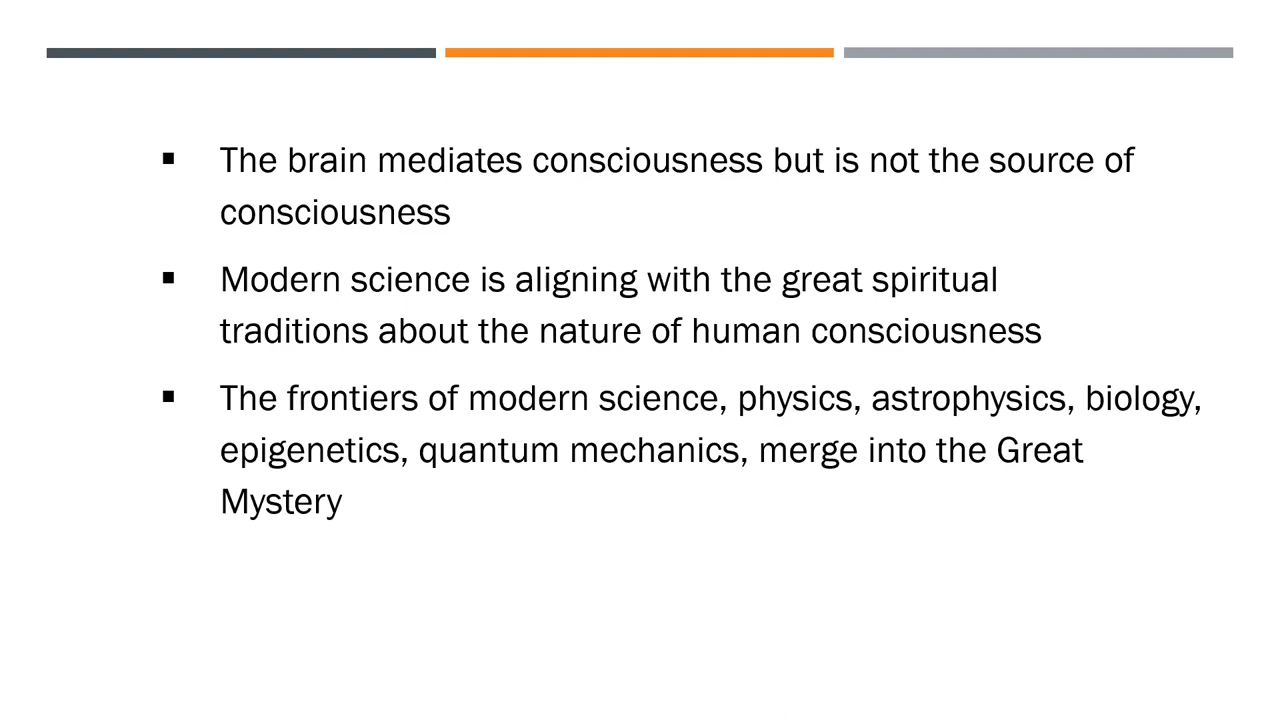 ▪ The brain mediates consciousness but is not the source of
consciousness
▪ Modern science is aligning with the great spiritual
traditions about the nature of human consciousness
▪ The frontiers of modern science, physics, astrophysics, biology,
epigenetics, quantum mechanics, merge into the Great
Mystery